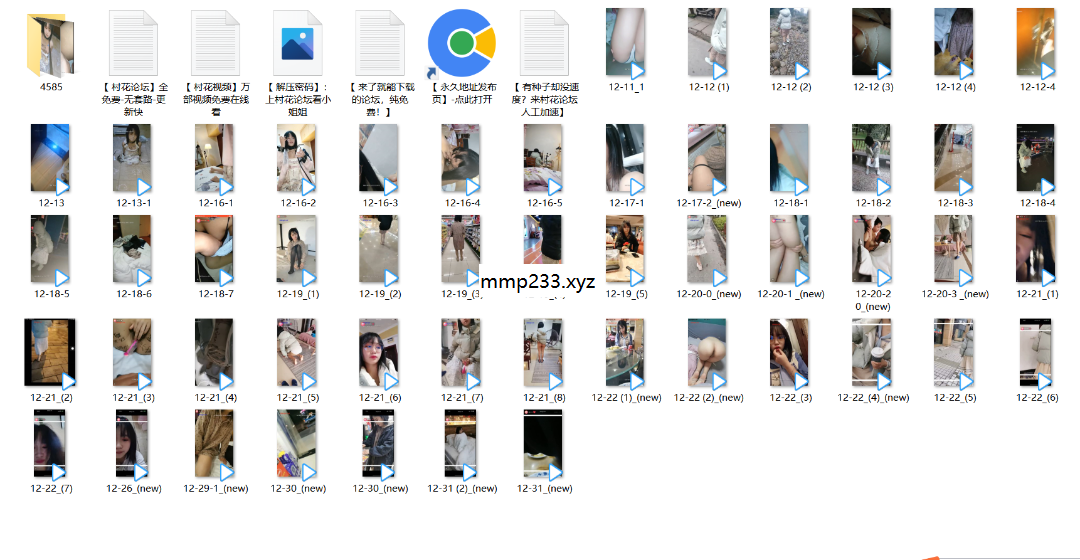 4585
【 村花论坛】全
免费-无套路-更
新快
【 村花视频】万
部视频免费在线
看
【 解压密码】：
上村花论坛看小
姐姐
【 来了就能下载
的论坛，纯免
费！】
【 永久地址发布
页】-点此打开
【 有种子却没速
度？来村花论坛
人工加速】
12-11_1
12-12 (1)
12-12 (2)
12-12 (3)
12-12 (4)
12-12-4
12-13
12-13-1
12-16-1
12-16-2
12-16-3
12-16-4
12-16-5
12-17-1
12-17-2_(new)
12-18-1
12-18-2
12-18-3
12-18-4
12-18-5
12-18-6
12-18-7
12-19_(1)
12-19_(2)
12-19_(3)
mmp233.xyz
12-19_(5)
12-20-0_(new)
12-20-1 _(new)
12-20-2
0_(new)
12-20-3 _(new)
12-21_(1)
12-21_(2)
12-21_(3)
12-21_(4)
12-21_(5)
12-21_(6)
12-21_(7)
12-21_(8)
12-22 (1)_(new)
12-22 (2)_(new)
12-22_(3)
12-22_(4)_(new)
12-22_(5)
12-22_(6)
12-22_(7)
12-26_(new)
12-29-1_(new)
12-30_(new)
12-30_(new)
12-31 (2)_(new)
12-31_(new)